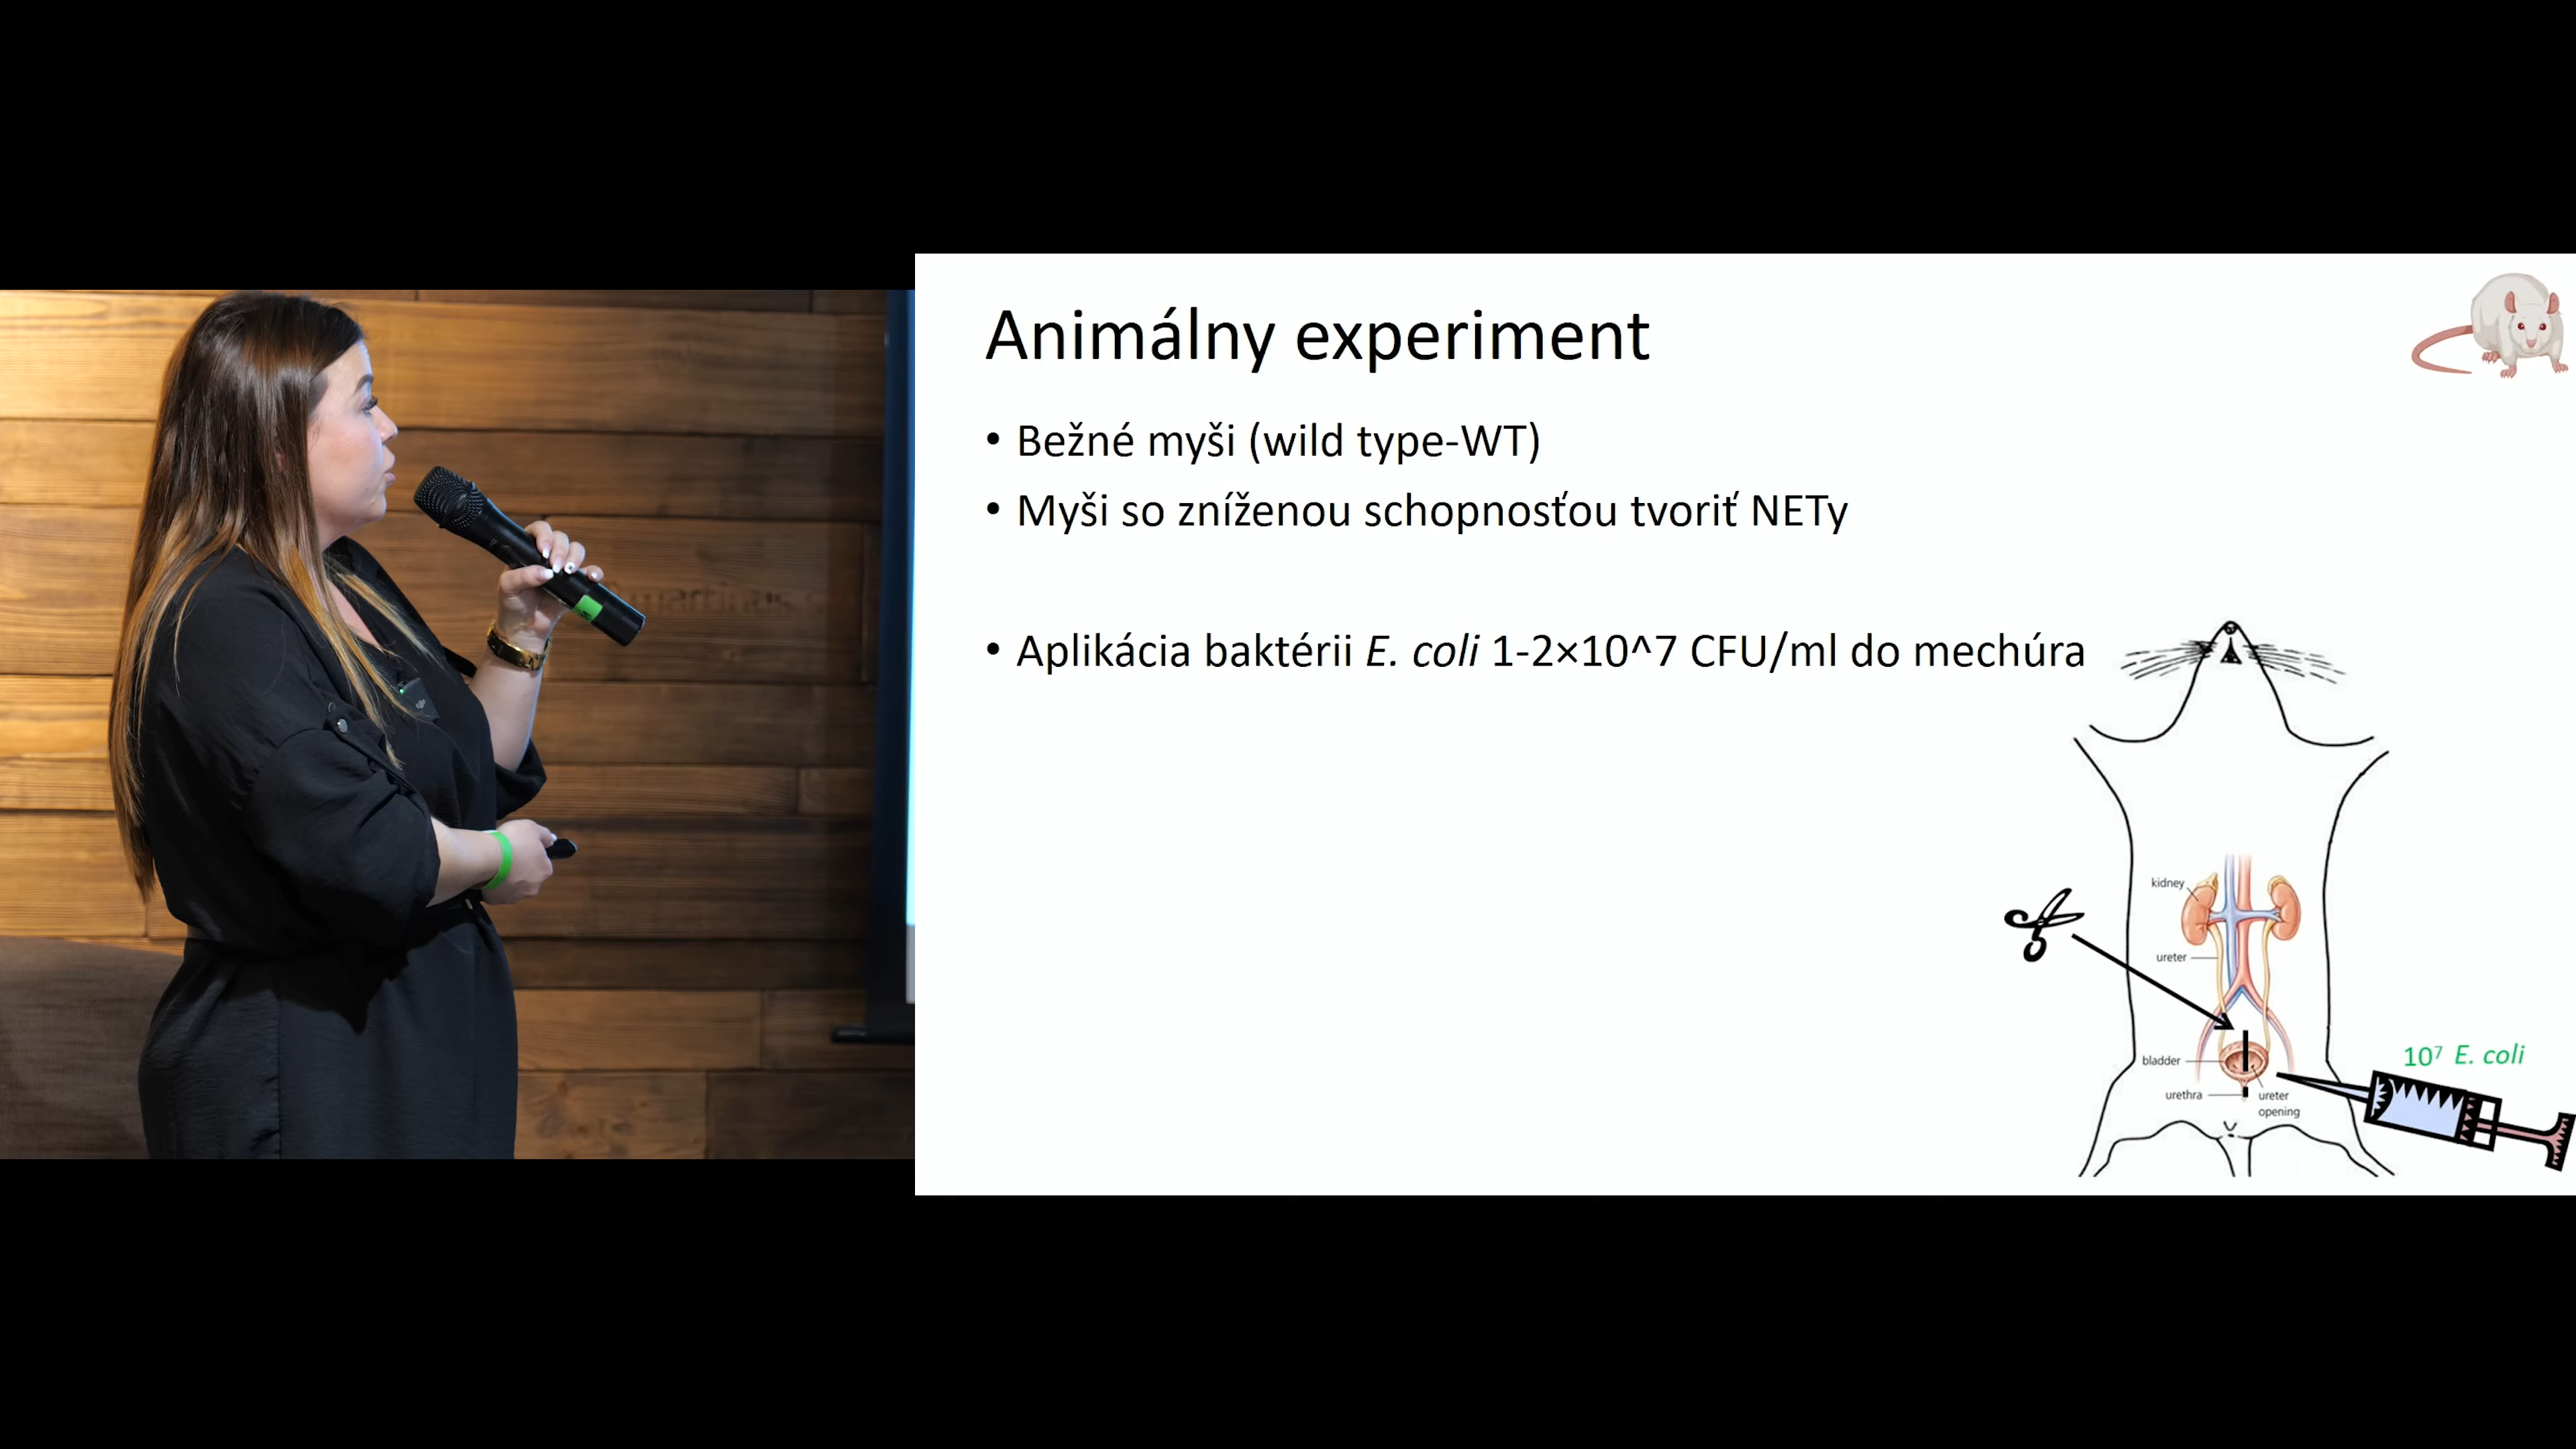 Animálny experiment
• Bežné myši (wild type-WT)
• Myši so zníženou schopnosťou tvoriť NETy
• Aplikácia baktérii E. coli 1-2×10^7 CFU/ml do mechúra
kidney
ureter
bladder
urethra
ureter
opening
10⁷ E. coli
martinus